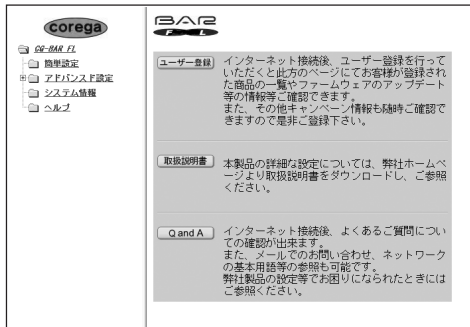 corega
CG-BAR FL
簡単設定
アドバンスド設定
システム情報
ヘルプ
BAR
F L
ユーザー登録
インターネット接続後、ユーザー登録を行って
いただくと此方のページにてお客様が登録され
た商品の一覧やファームウェアのアップデート
等の情報等ご確認できます。
また、その他キャンペーン情報も随時ご確認で
きますので是非ご登録下さい。
取扱説明書
本製品の詳細な設定については、弊社ホームペ
ージより取扱説明書をダウンロードし、ご参照
ください。
Q and A
インターネット接続後、よくあるご質問につい
ての確認が出来ます。
また、メールでのお問い合わせ、ネットワーク
の基本用語等の参照も可能です。
弊社製品の設定等でお困りになられたときには
ご参照ください。